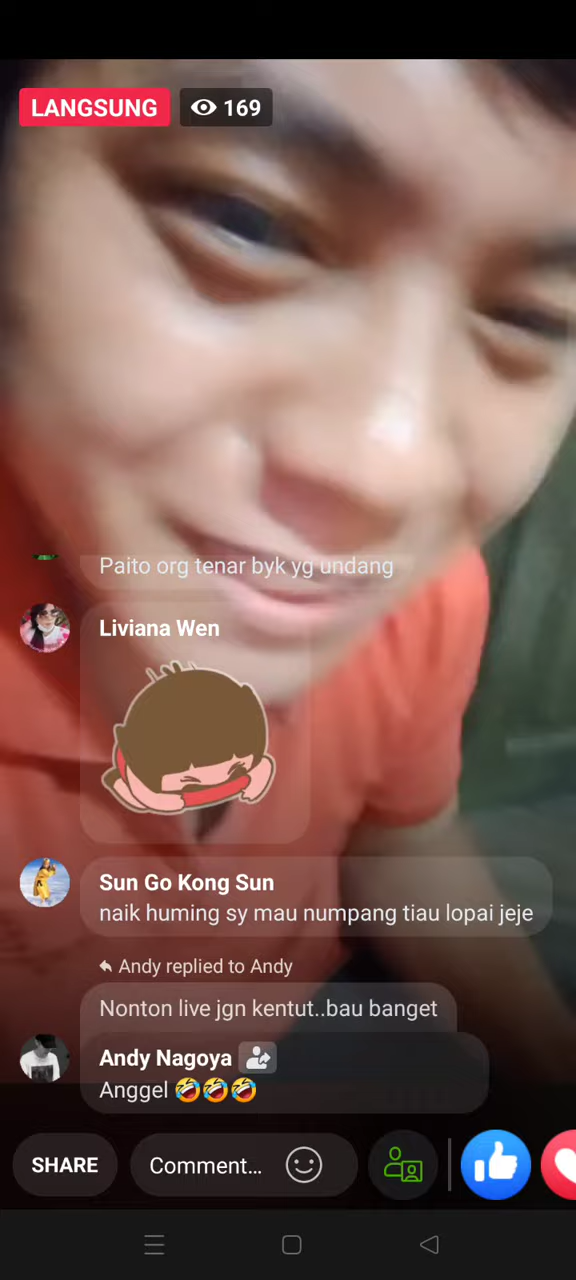 LANGSUNG
169
Paito org tenar byk yg undang
Liviana Wen
Sun Go Kong Sun
naik huming sy mau numpang tiau lopai jeje
Andy replied to Andy
Nonton live jgn kentut..bau banget
Andy Nagoya
Anggel 🤣🤣🤣
SHARE
Comment...